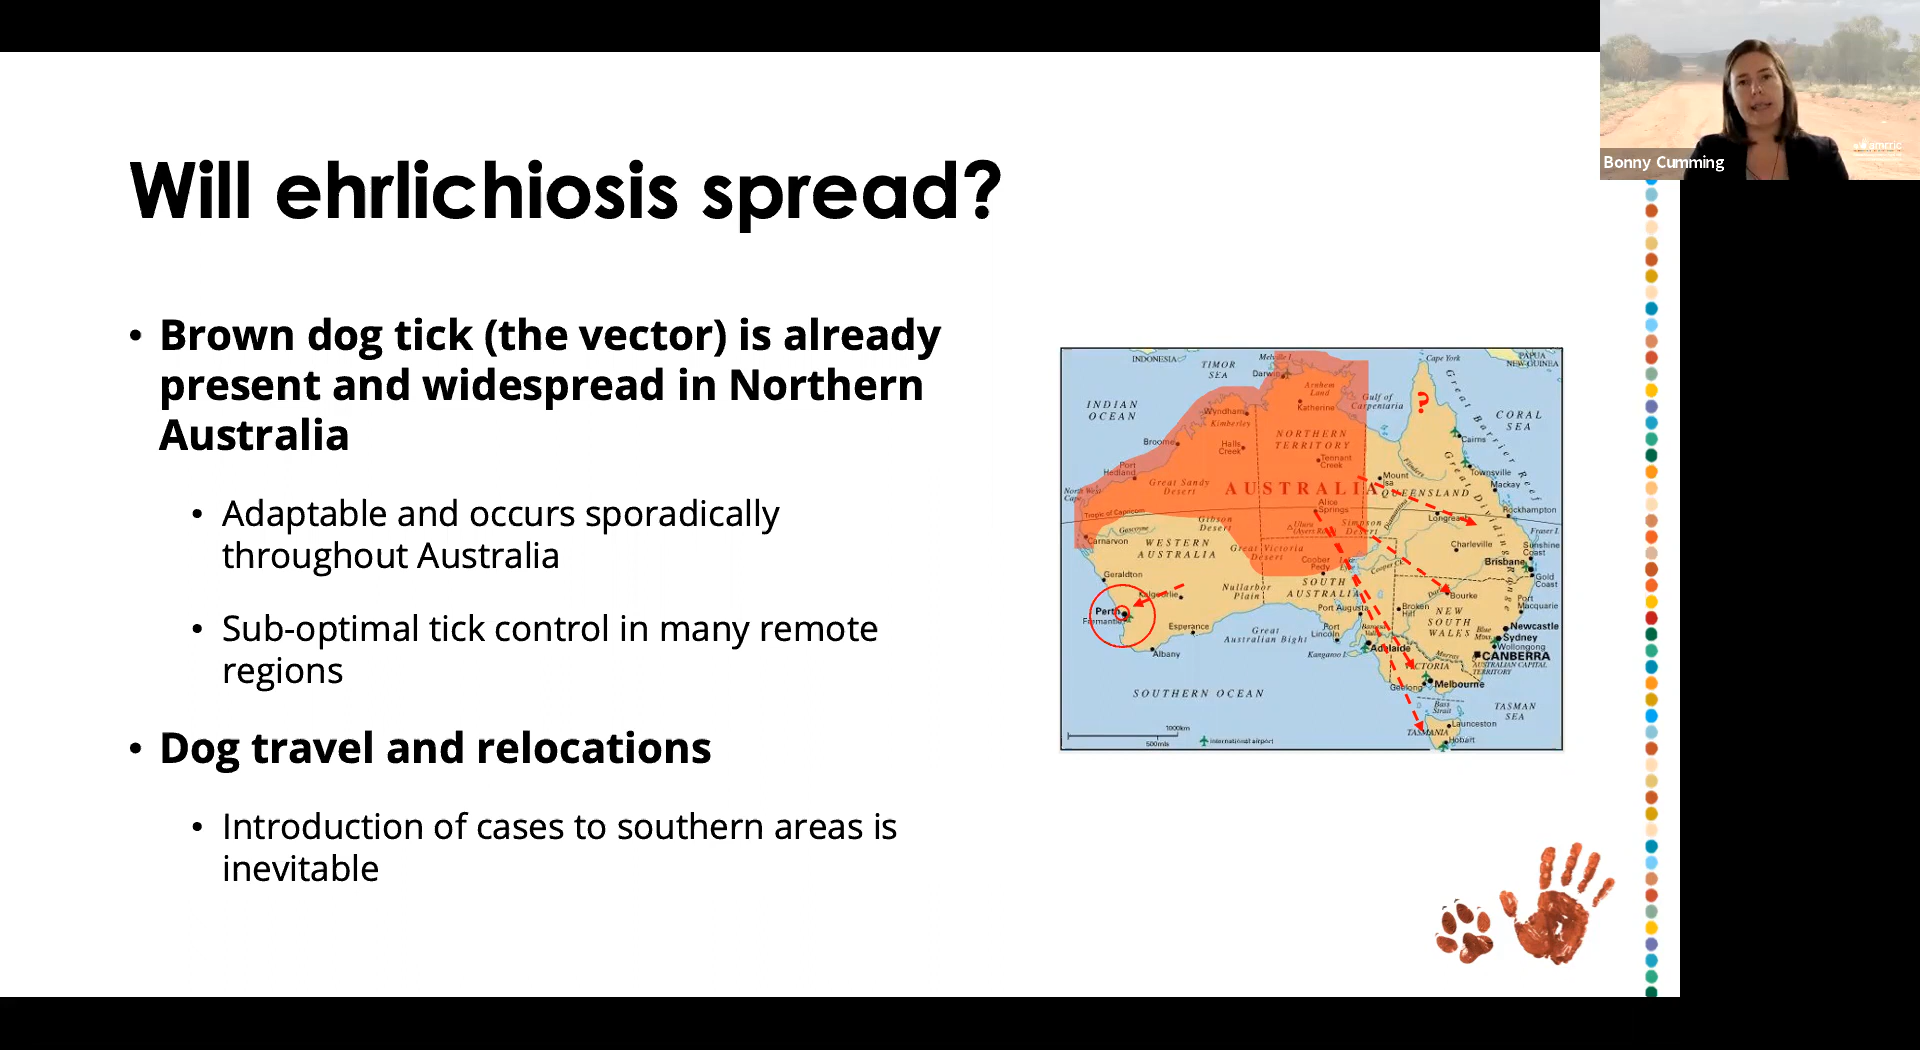 Bonny Cumming
Will ehrlichiosis spread?
• Brown dog tick (the vector) is already
present and widespread in Northern
Australia
• Adaptable and occurs sporadically
throughout Australia
• Sub-optimal tick control in many remote
regions
• Dog travel and relocations
• Introduction of cases to southern areas is
inevitable
INDONESIA
TIMOR
SEA
Melville I.
Darwin
Cape York
PAPUA
NEW GUINEA
Arnhem
Land
Gulf of
Carpentaria
?
INDIAN
OCEAN
Wyndham
Kimberley
Katherine
CORAL
SEA
Great Barrier Reef
Broome
Halls
Creek
NORTHERN
TERRITORY
Tennant
Creek
Cairns
Townsville
Port
Hedland
North West
Cape
Great Sandy
Desert
AUSTRALIA
Mount
Isa
Flinders
QUEENSLAND
Mackay
Great Dividing Range
Alice
Springs
Tropic of Capricorn
Gibson
Desert
Uluru
(Ayers Rock)
Simpson
Desert
Diamantina
Longreach
Rockhampton
Gascoyne
Carnarvon
WESTERN
AUSTRALIA
Great Victoria
Desert
Coober
Pedy
Lake
Eyre
Cooper Cr.
Charleville
Fraser I.
Sunshine
Coast
Brisbane
Gold
Coast
Geraldton
Kalgoorlie
Nullarbor
Plain
SOUTH
AUSTRALIA
Bourke
Port
Macquarie
Perth
Fremantle
Port Augusta
Broken
Hill
NEW
SOUTH
WALES
Blue
Mtns.
Newcastle
Sydney
Wollongong
Esperance
Great
Australian Bight
Port
Lincoln
Adelaide
Kangaroo I.
Murray
CANBERRA
AUSTRALIAN CAPITAL
TERRITORY
Albany
VICTORIA
Geelong
Melbourne
SOUTHERN OCEAN
Bass
Strait
TASMAN
SEA
Launceston
TASMANIA
Hobart
1000km
500mls
international airport